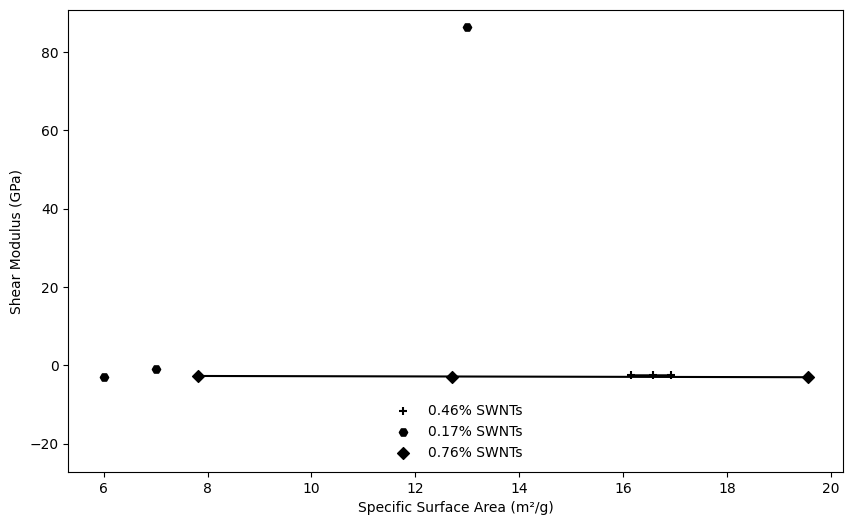 80
60
40
20
0
−20
Shear Modulus (GPa)
0.46% SWNTs
0.17% SWNTs
0.76% SWNTs
6 8 10 12 14 16 18 20
Specific Surface Area (m²/g)